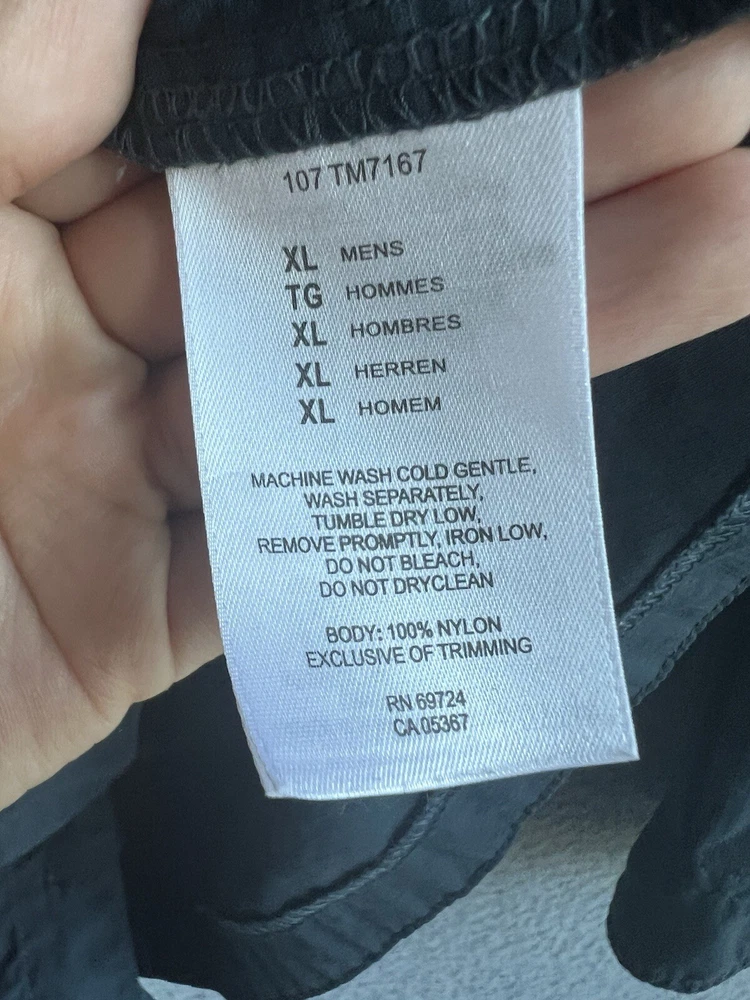 107 TM7167
XL MENS
TG HOMMES
XL HOMBRES
XL HERREN
XL HOMEM
MACHINE WASH COLD GENTLE,
WASH SEPARATELY,
TUMBLE DRY LOW,
REMOVE PROMPTLY, IRON LOW,
DO NOT BLEACH,
DO NOT DRYCLEAN
BODY: 100% NYLON
EXCLUSIVE OF TRIMMING
RN 69724
CA 05367